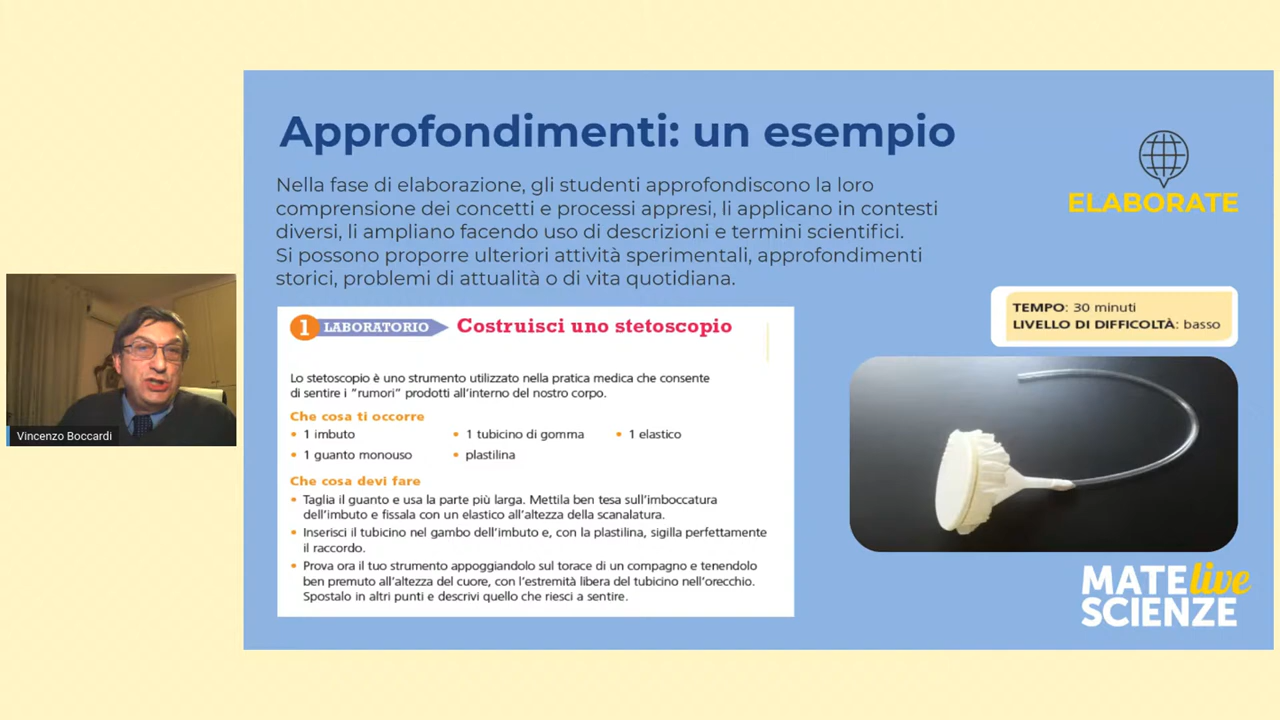 Approfondimenti: un esempio
Nella fase di elaborazione, gli studenti approfondiscono la loro
comprensione dei concetti e processi appresi, li applicano in contesti
diversi, li ampliano facendo uso di descrizioni e termini scientifici.
Si possono proporre ulteriori attività sperimentali, approfondimenti
storici, problemi di attualità o di vita quotidiana.
ELABORATE
1 LABORATORIO Costruisci uno stetoscopio
Lo stetoscopio è uno strumento utilizzato nella pratica medica che consente
di sentire i "rumori" prodotti all'interno del nostro corpo.
Che cosa ti occorre
• 1 imbuto • 1 tubicino di gomma • 1 elastico
• 1 guanto monouso • plastilina
Che cosa devi fare
• Taglia il guanto e usa la parte più larga. Mettila ben tesa sull'imboccatura
dell'imbuto e fissala con un elastico all'altezza della scanalatura.
• Inserisci il tubicino nel gambo dell'imbuto e, con la plastilina, sigilla perfettamente
il raccordo.
• Prova ora il tuo strumento appoggiandolo sul torace di un compagno e tenendolo
ben premuto all'altezza del cuore, con l'estremità libera del tubicino nell'orecchio.
Spostalo in altri punti e descrivi quello che riesci a sentire.
TEMPO: 30 minuti
LIVELLO DI DIFFICOLTÀ: basso
MATE live
SCIENZE
Vincenzo Boccardi